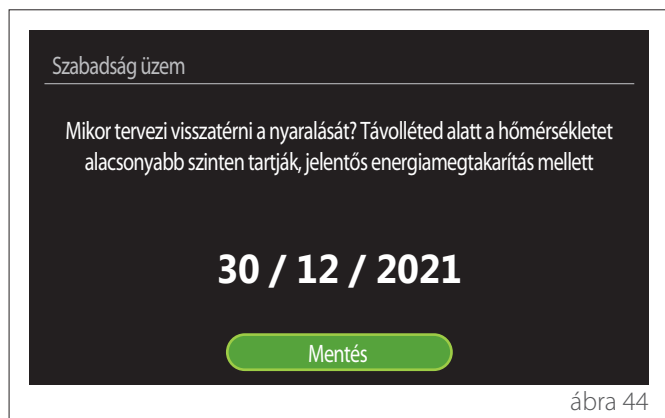 Szabadság üzem
Mikor tervezi visszatérni a nyaralását? Távolléted alatt a hőmérsékletet
alacsonyabb szinten tartják, jelentős energiamegtakarítás mellett
30 / 12 / 2021
Mentés
ábra 44